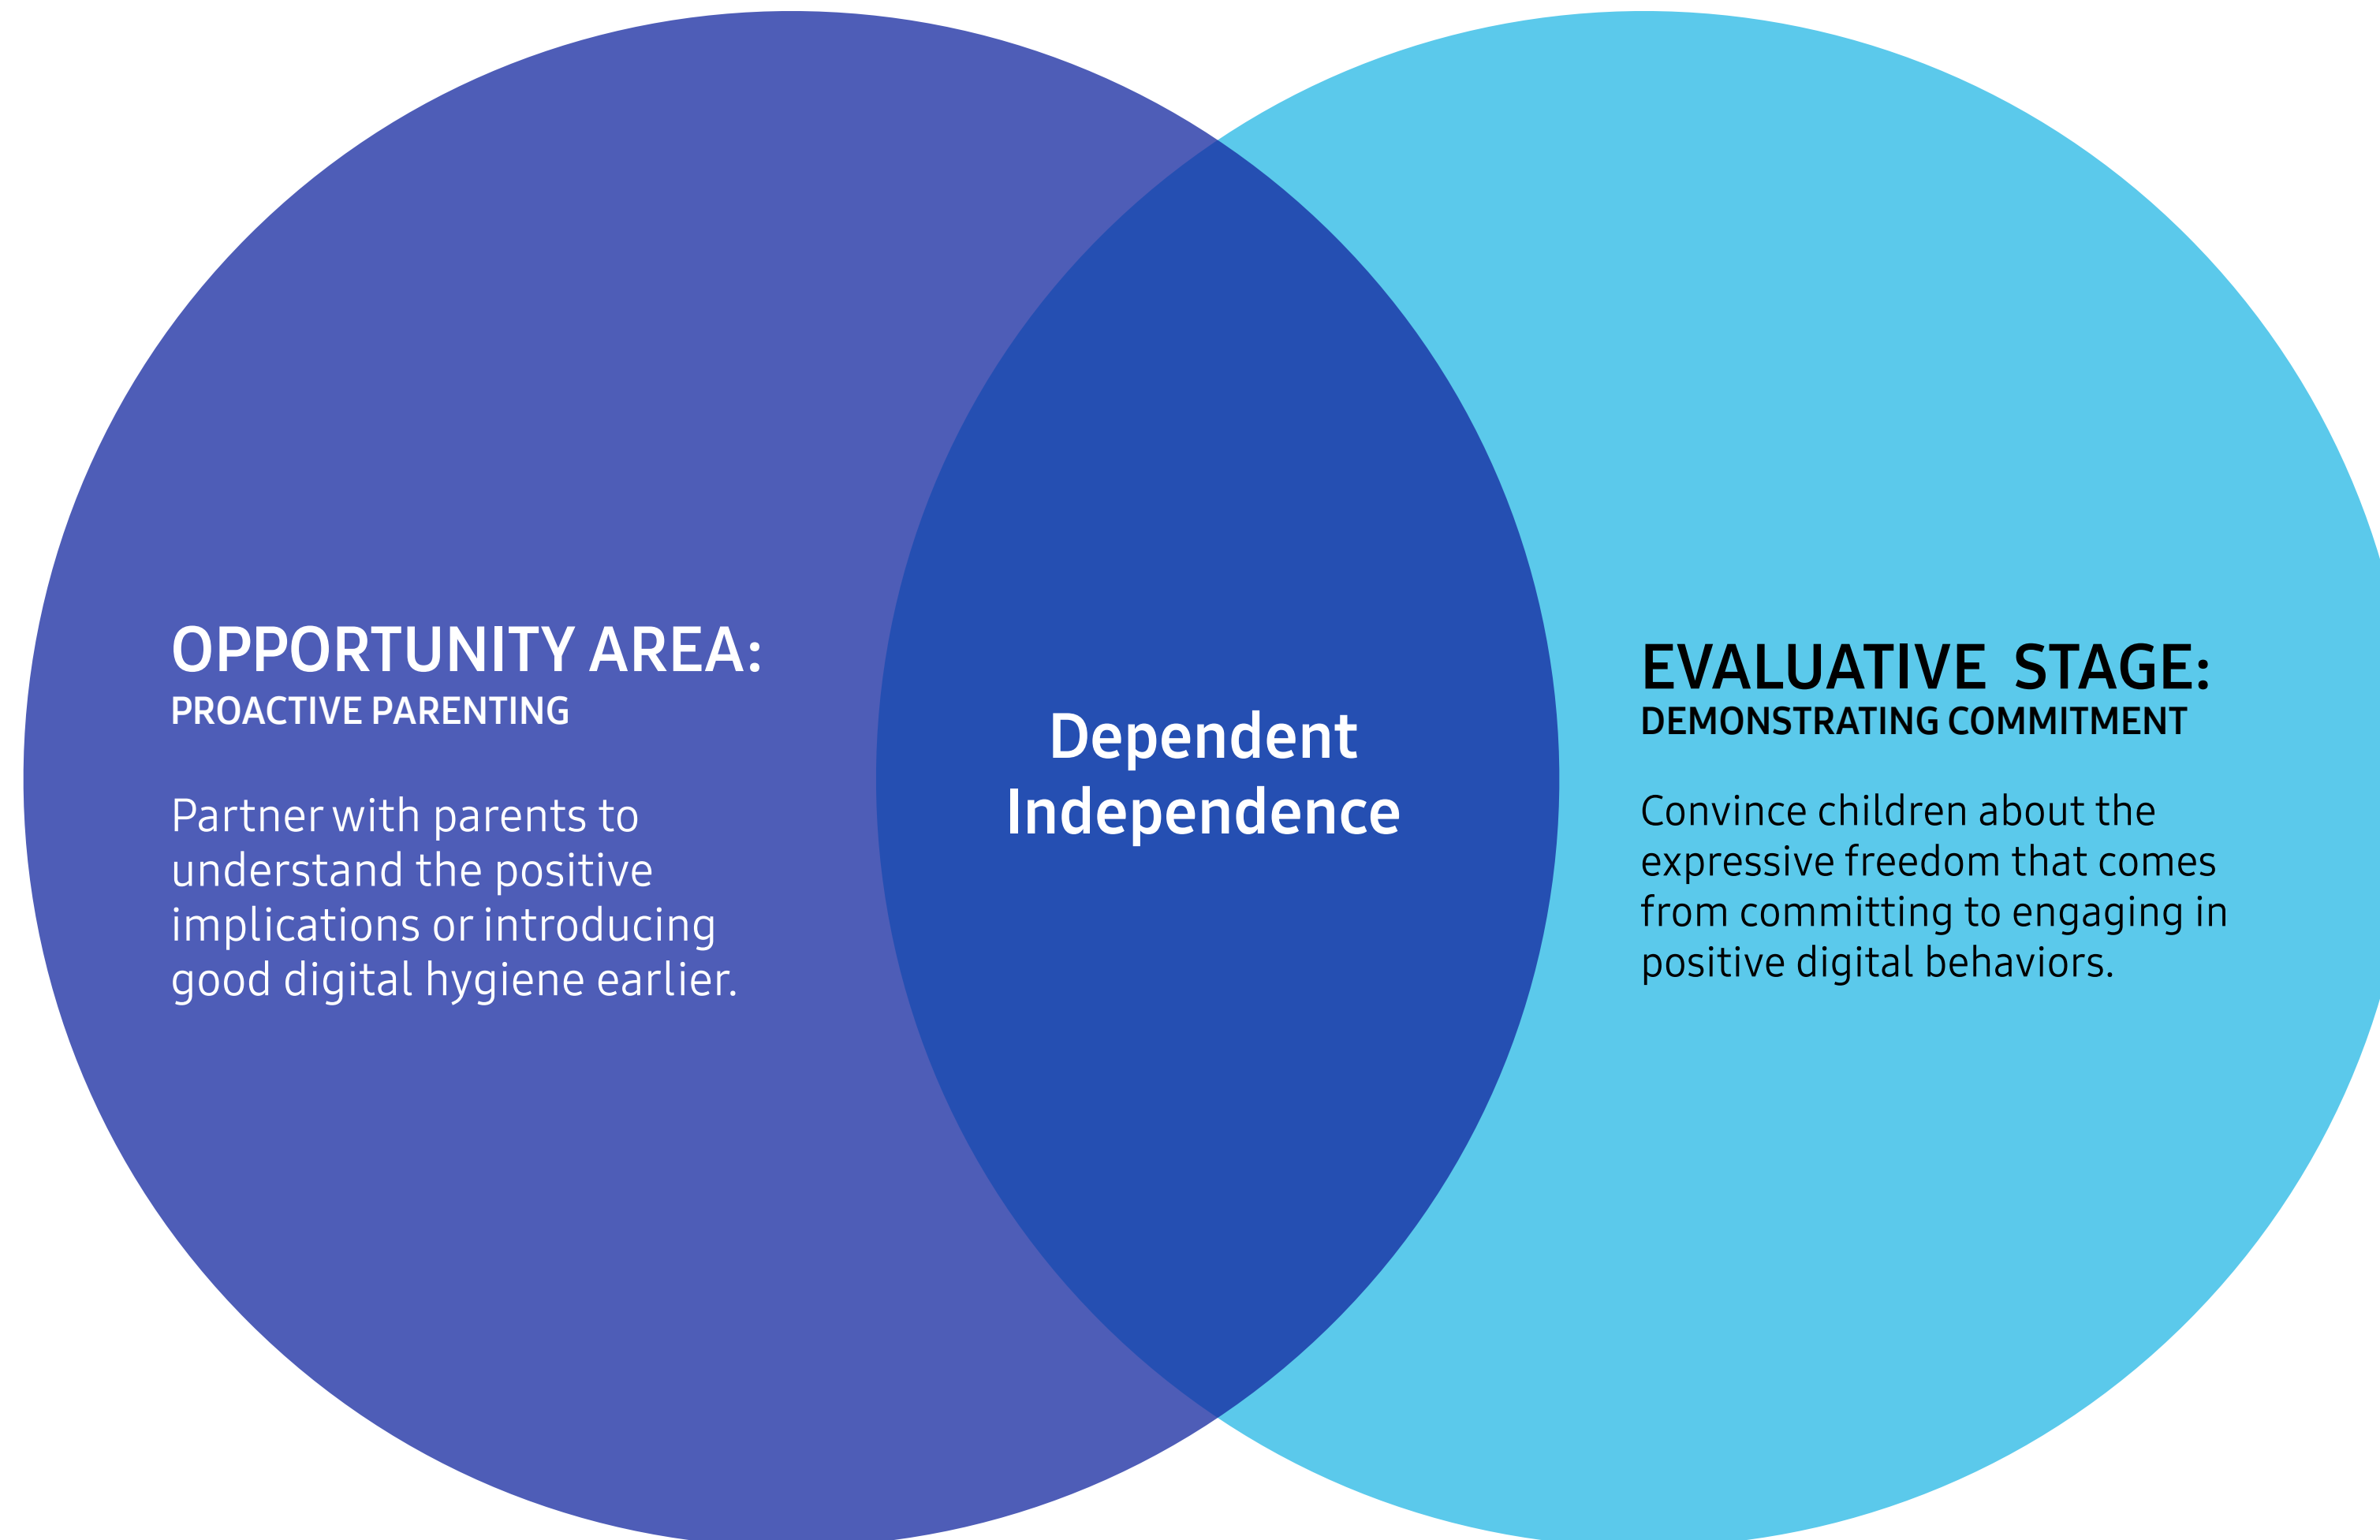 OPPORTUNITY AREA:
PROACTIVE PARENTING
Partner with parents to
understand the positive
implications or introducing
good digital hygiene earlier.
Dependent
Independence
EVALUATIVE STAGE:
DEMONSTRATING COMMITMENT
Convince children about the
expressive freedom that comes
from committing to engaging in
positive digital behaviors.